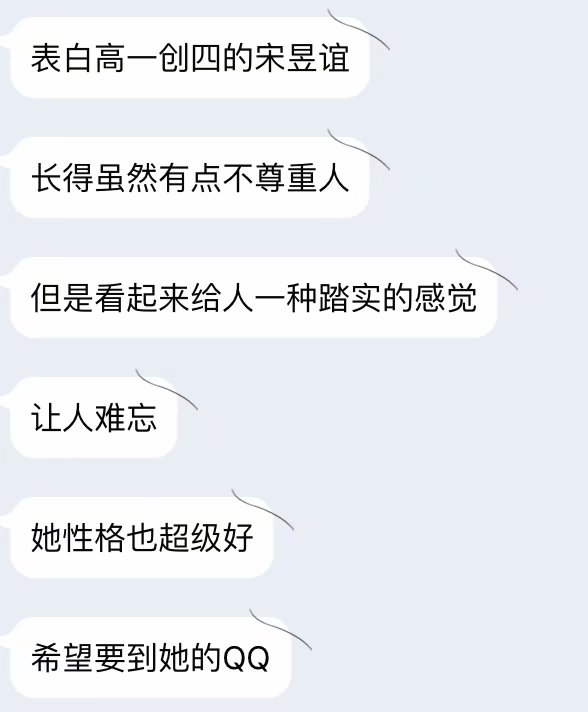 表白高一创四的宋昱谊
长得虽然有点不尊重人
但是看起来给人一种踏实的感觉
让人难忘
她性格也超级好
希望要到她的QQ